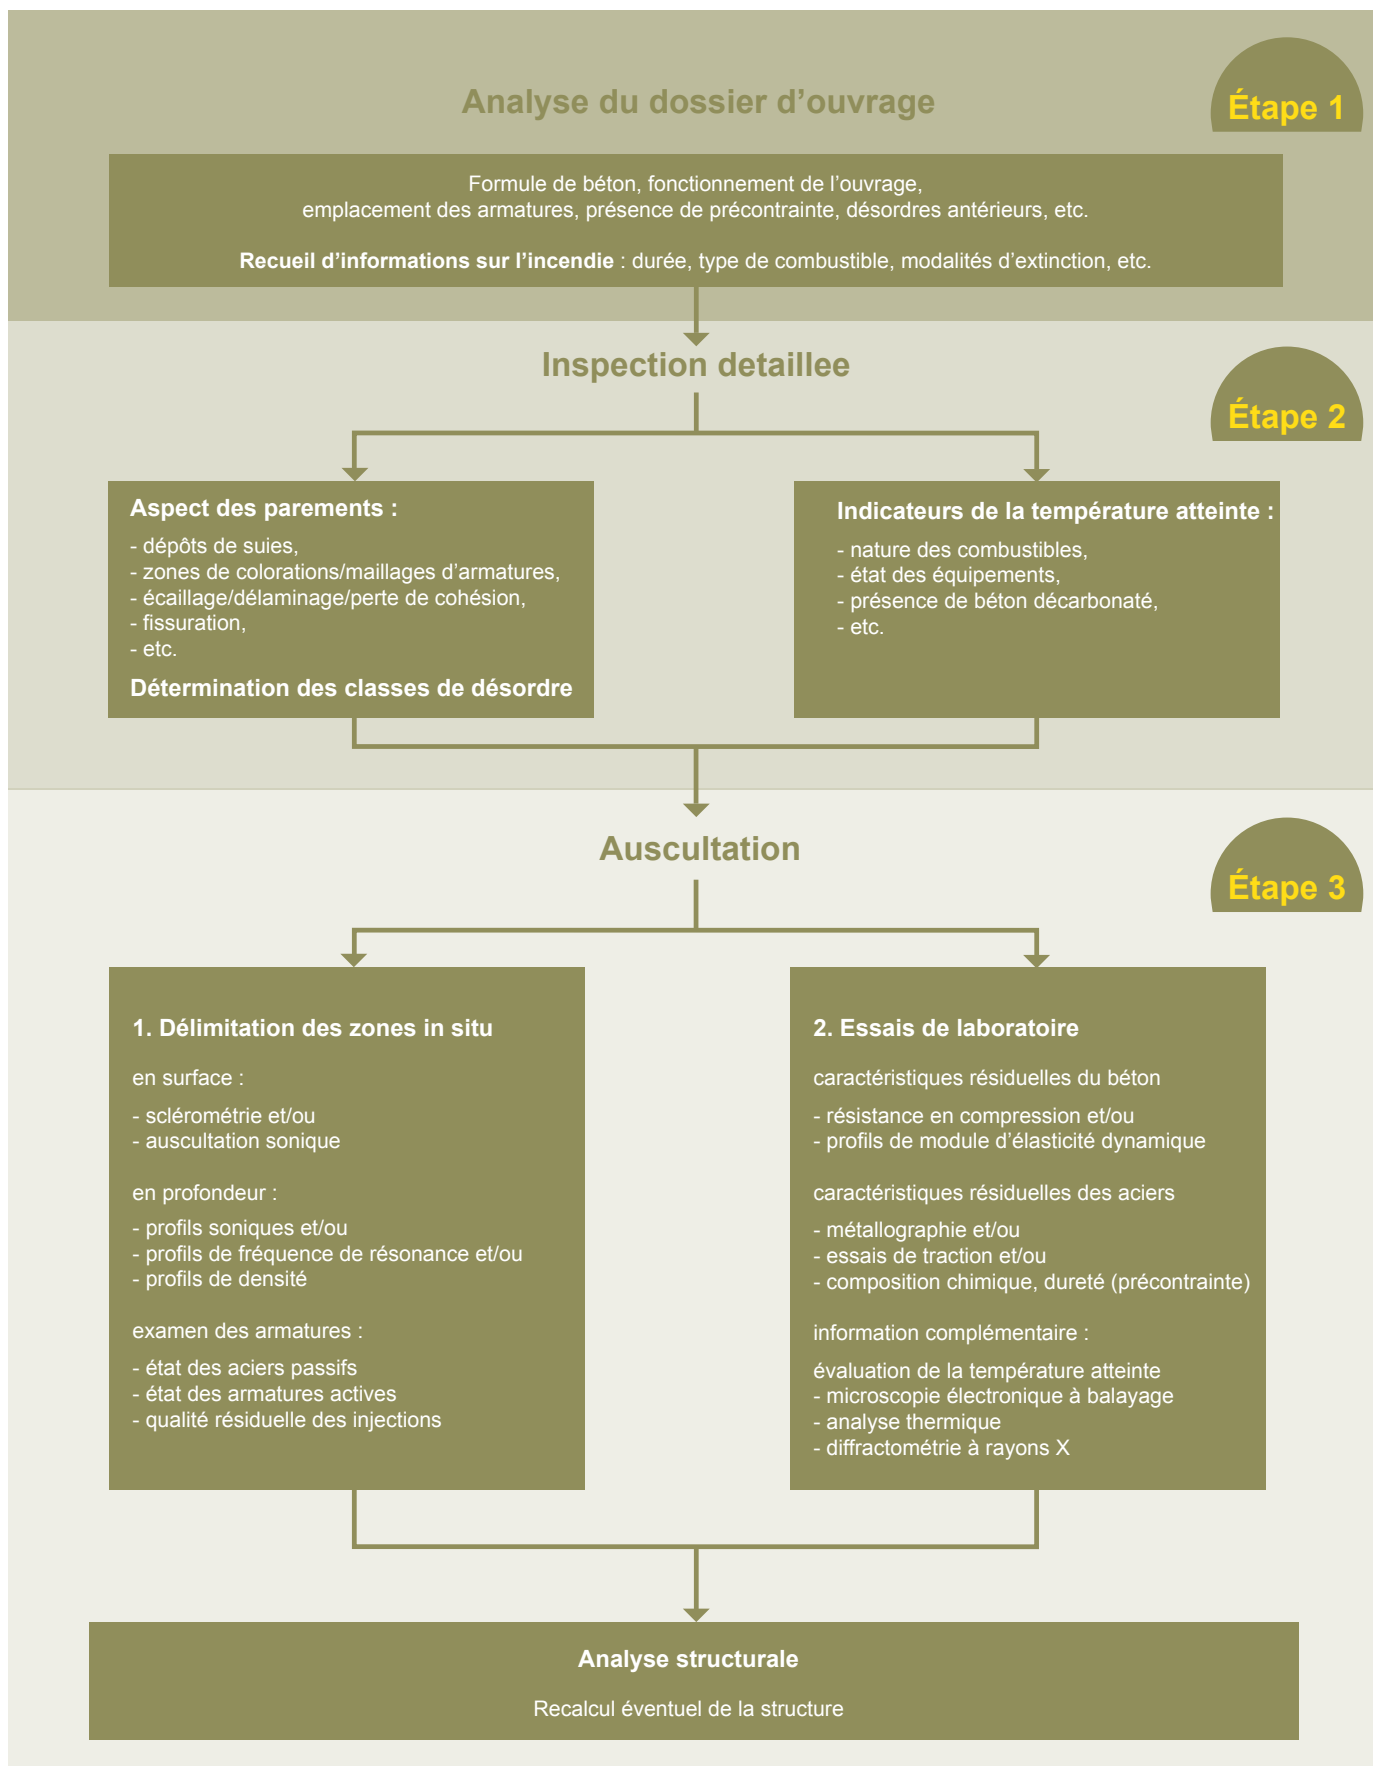 Analyse du dossier d’ouvrage
Étape 1
Formule de béton, fonctionnement de l’ouvrage,
emplacement des armatures, présence de précontrainte, désordres antérieurs, etc.
Recueil d’informations sur l’incendie : durée, type de combustible, modalités d’extinction, etc.
Inspection detaillee
Étape 2
Aspect des parements :
- dépôts de suies,
- zones de colorations/maillages d’armatures,
- écaillage/délaminage/perte de cohésion,
- fissuration,
- etc.
Détermination des classes de désordre
Indicateurs de la température atteinte :
- nature des combustibles,
- état des équipements,
- présence de béton décarbonaté,
- etc.
Auscultation
Étape 3
1. Délimitation des zones in situ
en surface :
- sclérométrie et/ou
- auscultation sonique
en profondeur :
- profils soniques et/ou
- profils de fréquence de résonance et/ou
- profils de densité
examen des armatures :
- état des aciers passifs
- état des armatures actives
- qualité résiduelle des injections
2. Essais de laboratoire
caractéristiques résiduelles du béton
- résistance en compression et/ou
- profils de module d’élasticité dynamique
caractéristiques résiduelles des aciers
- métallographie et/ou
- essais de traction et/ou
- composition chimique, dureté (précontrainte)
information complémentaire :
évaluation de la température atteinte
- microscopie électronique à balayage
- analyse thermique
- diffractométrie à rayons X
Analyse structurale
Recalcul éventuel de la structure